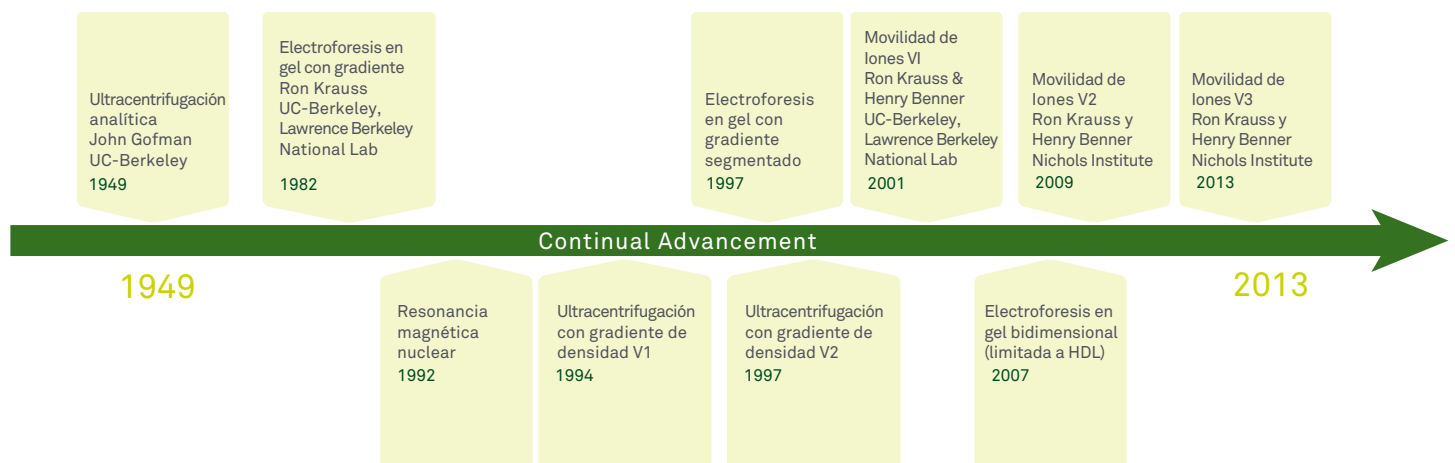 Ultracentrifugación
analítica
John Gofman
UC-Berkeley
1949
Electroforesis en
gel con gradiente
Ron Krauss
UC-Berkeley,
Lawrence Berkeley
National Lab
1982
Electroforesis
en gel con
gradiente
segmentado
1997
Movilidad de
Iones VI
Ron Krauss &
Henry Benner
UC-Berkeley,
Lawrence Berkeley
National Lab
2001
Movilidad de
Iones V2
Ron Krauss y
Henry Benner
Nichols Institute
2009
Movilidad de
Iones V3
Ron Krauss y
Henry Benner
Nichols Institute
2013
Continual Advancement
1949
2013
Resonancia
magnética
nuclear
1992
Ultracentrifugación
con gradiente de
densidad V1
1994
Ultracentrifugación
con gradiente de
densidad V2
1997
Electroforesis en
gel bidimensional
(limitada a HDL)
2007